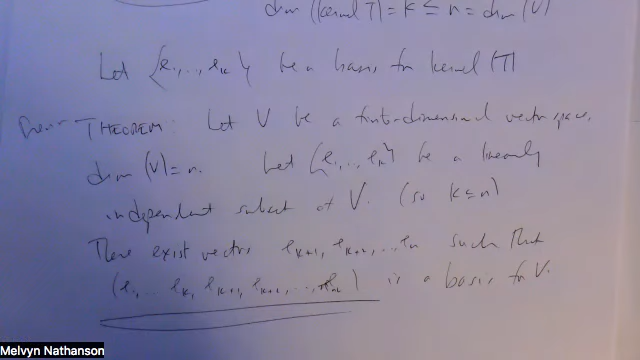 dim (kernel T) = k ≤ n = dim (V)
Let {e1, .., ek} be a basis for kernel (T)
THEOREM: Let V be a finite-dimensional vector space,
dim (V) = n. Let {e1, ... ek} be a linearly
independent subset of V. (so k ≤ n)
There exist vectors ek+1, ek+2, .., en such that
{e1, ... ek, ek+1, ek+2, ..., en} is a basis for V.
Melvyn Nathanson